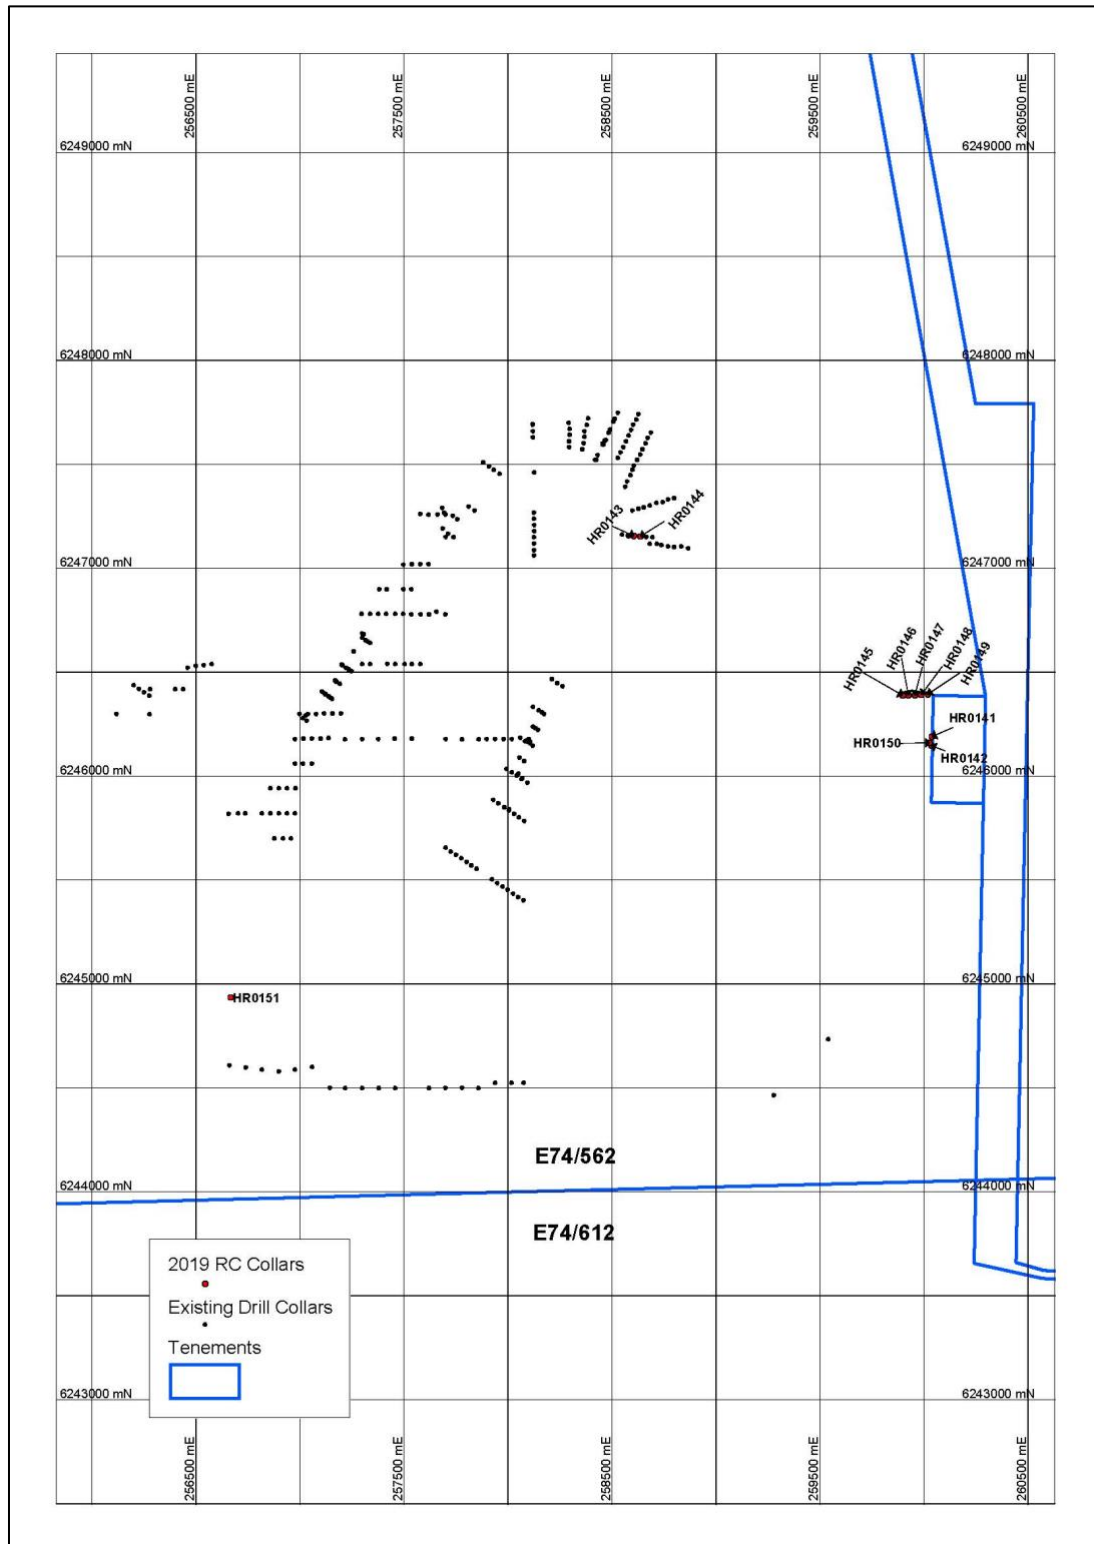 256500 mE
257500 mE
258500 mE
259500 mE
260500 mE
6249000 mN
6249000 mN
6248000 mN
6248000 mN
HR0143
HR0144
6247000 mN
6247000 mN
HR0145
HR0146
HR0147
HR0148
HR0149
HR0141
HR0150
HR0142
6246000 mN
6246000 mN
6245000 mN
6245000 mN
HR0151
E74/562
6244000 mN
6244000 mN
E74/612
2019 RC Collars
Existing Drill Collars
Tenements
6243000 mN
6243000 mN
256500 mE
257500 mE
258500 mE
259500 mE
260500 mE